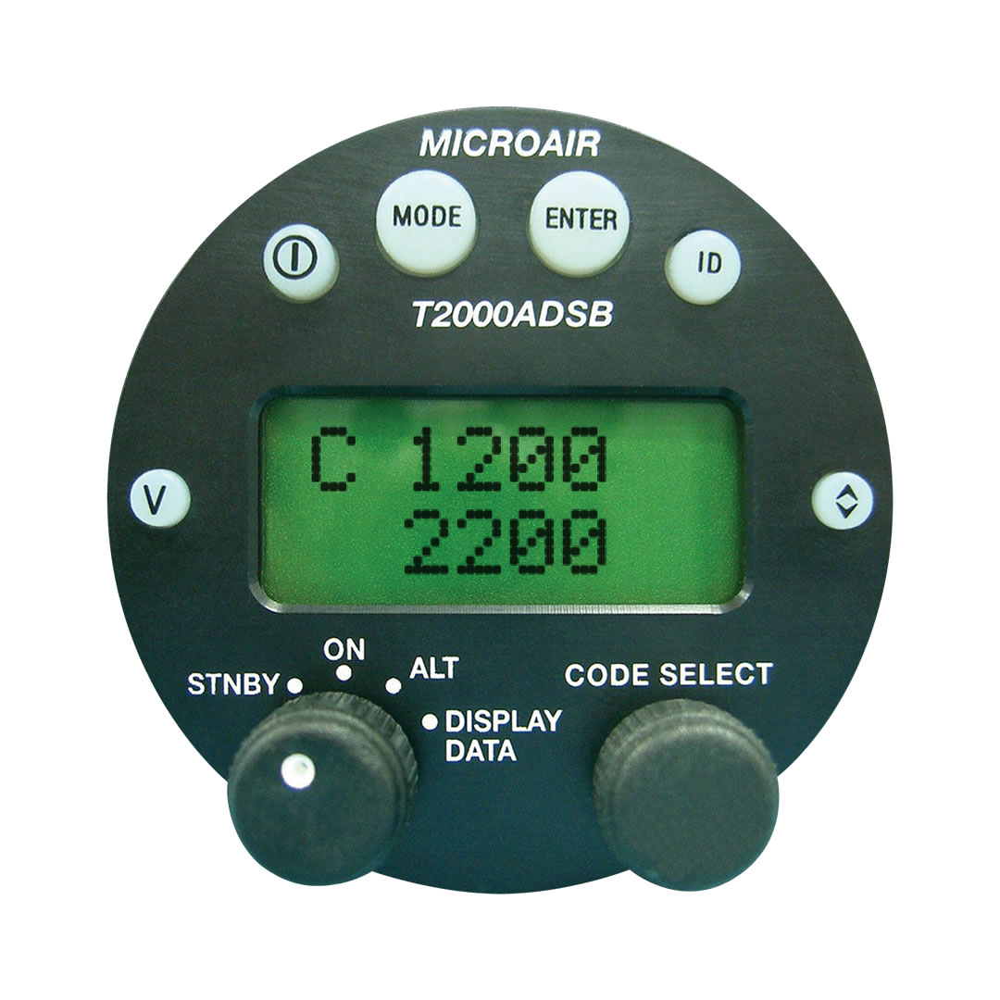 MICROAIR
MODE
ENTER
ID
T2000ADSB
C 1200
2200
V
ON
STNBY
ALT
CODE SELECT
DISPLAY
DATA